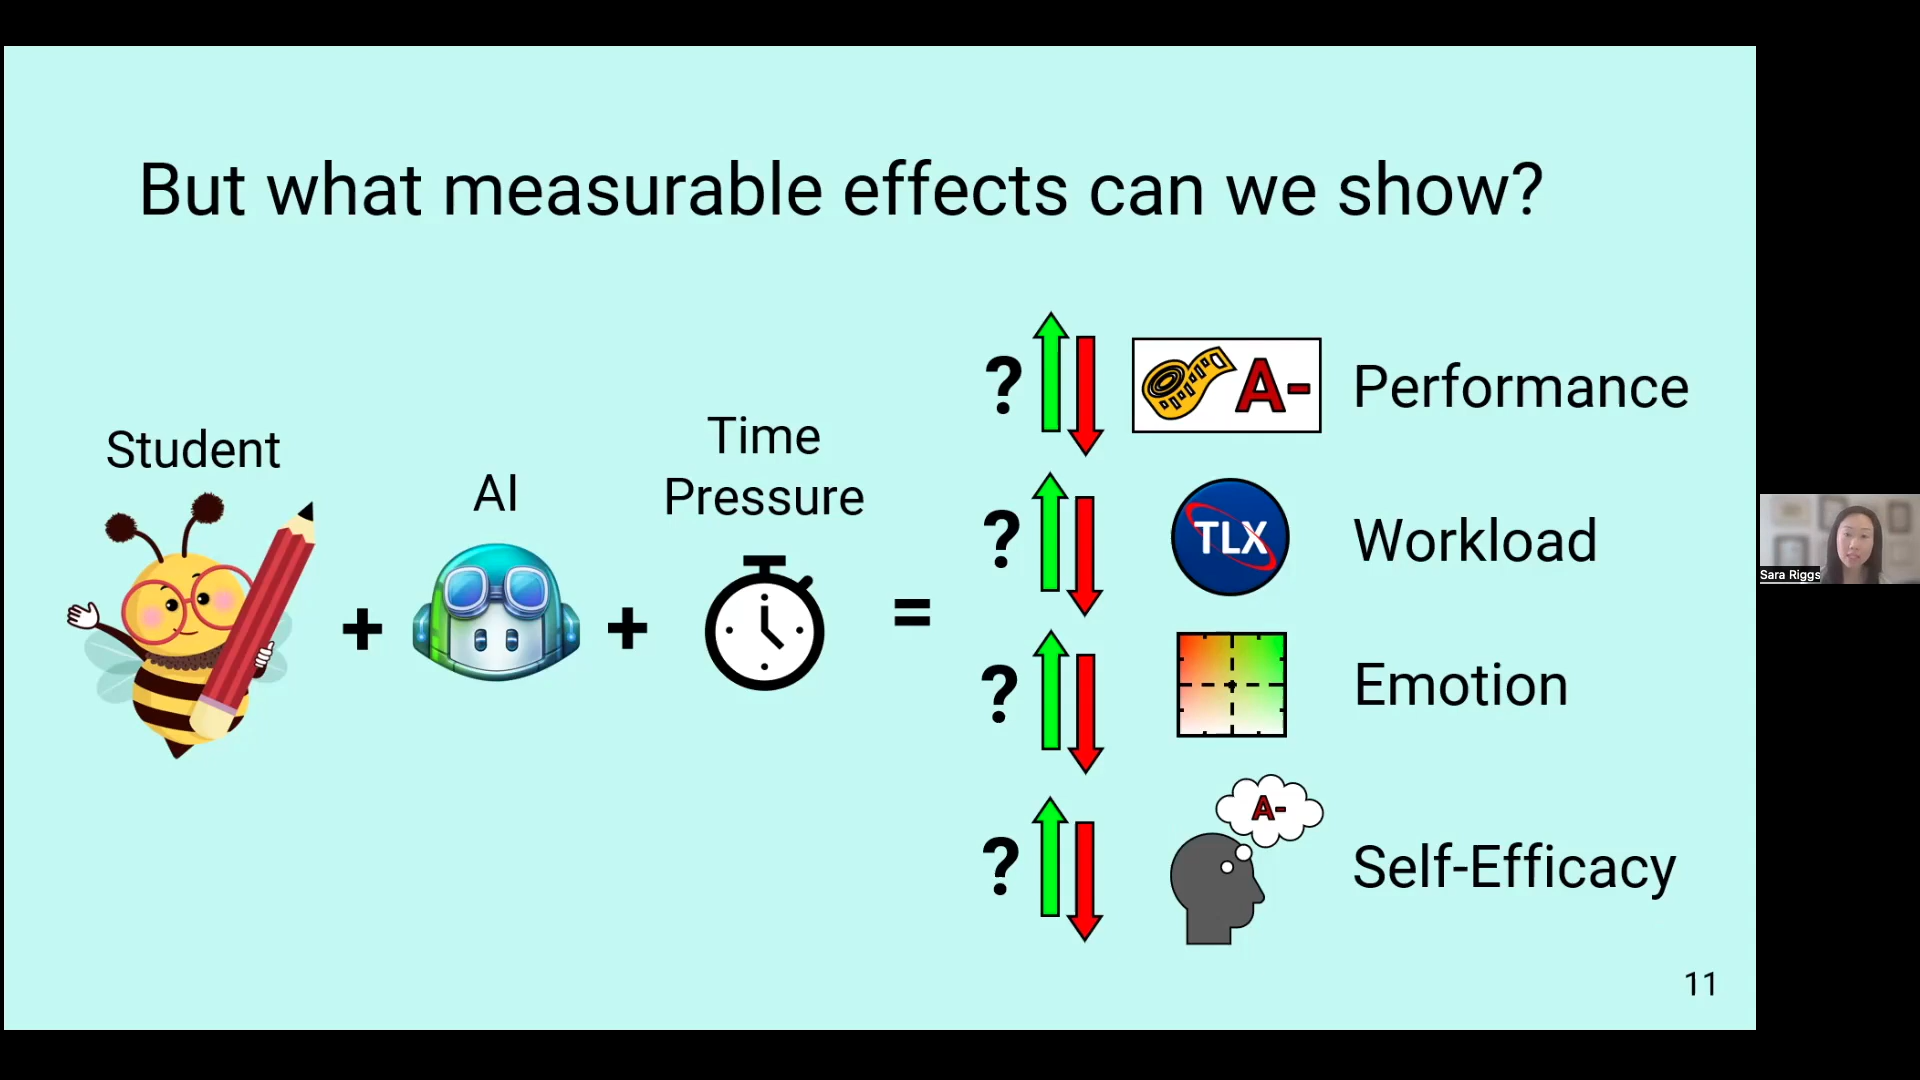 But what measurable effects can we show?
Student
+
AI
+
Time
Pressure
=
? A- Performance
? TLX Workload
? Emotion
? A- Self-Efficacy
11
Sara Riggs